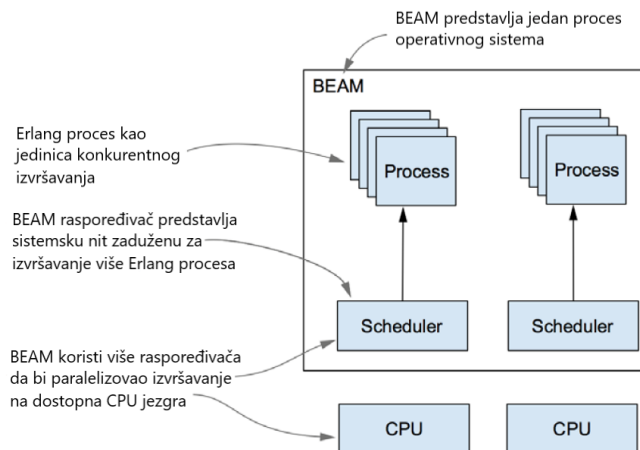 BEAM predstavlja jedan proces
operativnog sistema
BEAM
Erlang proces kao
jedinica konkurentnog
izvršavanja
Process
Process
BEAM raspoređivač predstavlja
sistemsku nit zaduženu za
izvršavanje više Erlang procesa
Scheduler
Scheduler
BEAM koristi više raspoređivača
da bi paralelizovao izvršavanje
na dostopna CPU jezgra
CPU
CPU